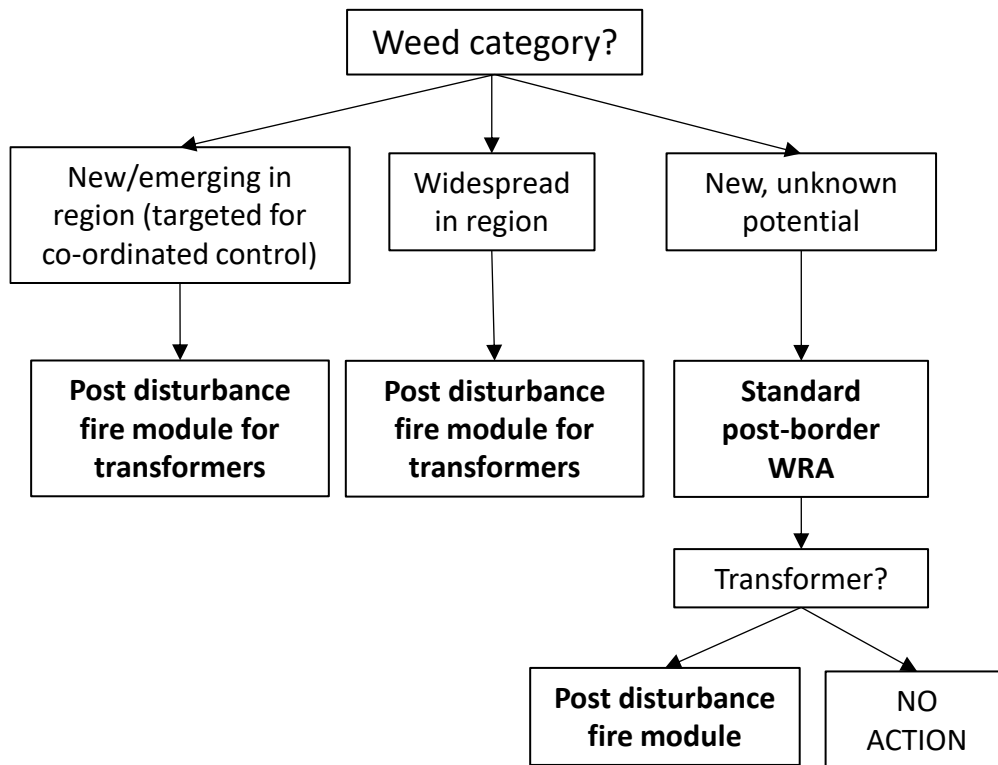 Weed category?
New/emerging in
region (targeted for
co-ordinated control)
Widespread
in region
New, unknown
potential
Post disturbance
fire module for
transformers
Post disturbance
fire module for
transformers
Standard
post-border
WRA
Transformer?
Post disturbance
fire module
NO
ACTION